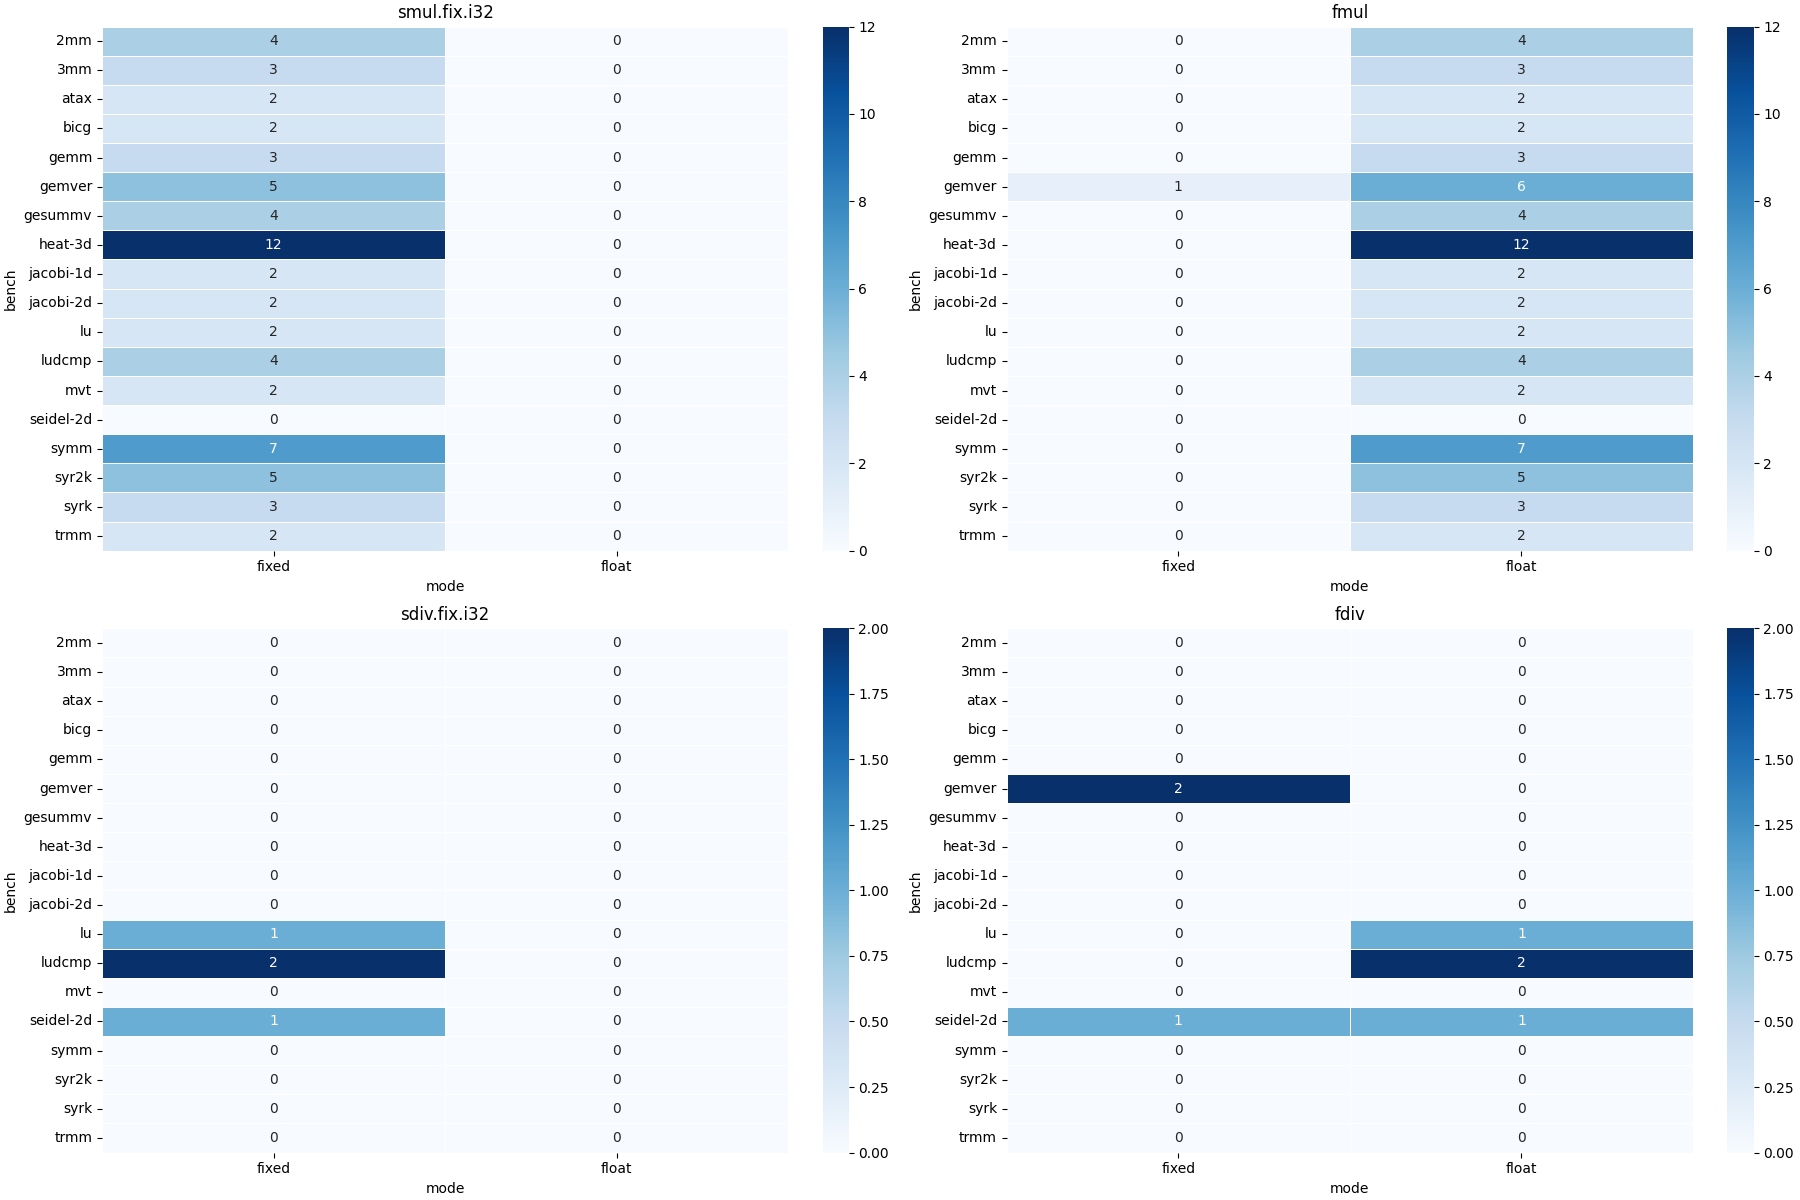 smul.fix.i32
2mm 4 0
3mm 3 0
atax 2 0
bicg 2 0
gemm 3 0
gemver 5 0
gesummv 4 0
heat-3d 12 0
jacobi-1d 2 0
jacobi-2d 2 0
lu 2 0
ludcmp 4 0
mvt 2 0
seidel-2d 0 0
symm 7 0
syr2k 5 0
syrk 3 0
trmm 2 0
bench
fixed float
mode
12
10
8
6
4
2
0
fmul
2mm 0 4
3mm 0 3
atax 0 2
bicg 0 2
gemm 0 3
gemver 1 6
gesummv 0 4
heat-3d 0 12
jacobi-1d 0 2
jacobi-2d 0 2
lu 0 2
ludcmp 0 4
mvt 0 2
seidel-2d 0 0
symm 0 7
syr2k 0 5
syrk 0 3
trmm 0 2
bench
fixed float
mode
12
10
8
6
4
2
0
sdiv.fix.i32
2mm 0 0
3mm 0 0
atax 0 0
bicg 0 0
gemm 0 0
gemver 0 0
gesummv 0 0
heat-3d 0 0
jacobi-1d 0 0
jacobi-2d 0 0
lu 1 0
ludcmp 2 0
mvt 0 0
seidel-2d 1 0
symm 0 0
syr2k 0 0
syrk 0 0
trmm 0 0
bench
fixed float
mode
2.00
1.75
1.50
1.25
1.00
0.75
0.50
0.25
0.00
fdiv
2mm 0 0
3mm 0 0
atax 0 0
bicg 0 0
gemm 0 0
gemver 2 0
gesummv 0 0
heat-3d 0 0
jacobi-1d 0 0
jacobi-2d 0 0
lu 0 1
ludcmp 0 2
mvt 0 0
seidel-2d 1 1
symm 0 0
syr2k 0 0
syrk 0 0
trmm 0 0
bench
fixed float
mode
2.00
1.75
1.50
1.25
1.00
0.75
0.50
0.25
0.00